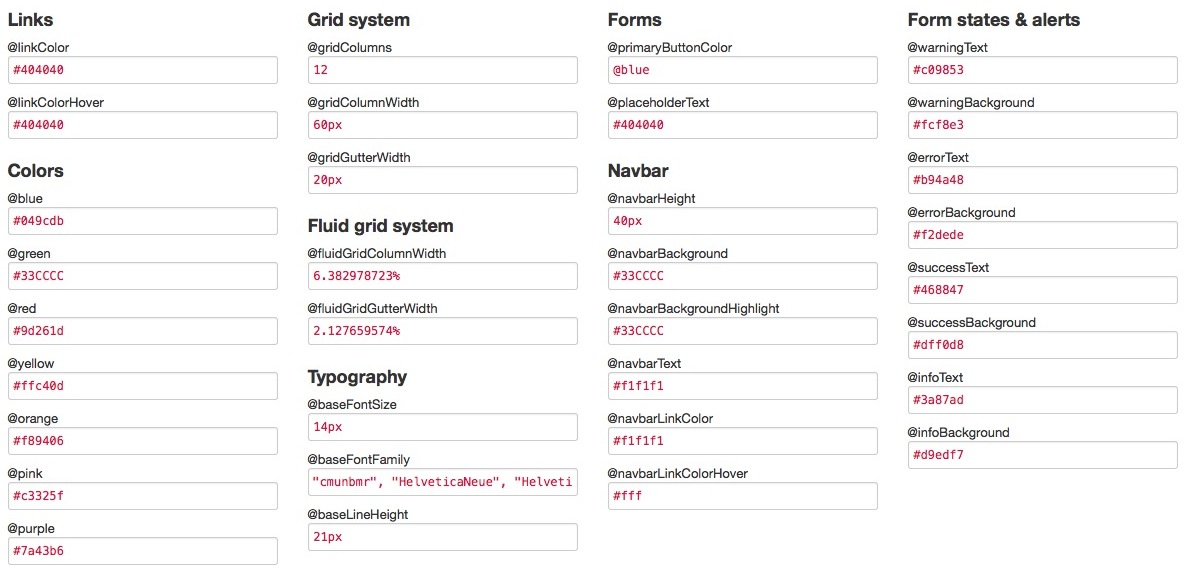 Links
@linkColor
#404040
@linkColorHover
#404040
Colors
@blue
#049cdb
@green
#33CCCC
@red
#9d261d
@yellow
#ffc40d
@orange
#f89406
@pink
#c3325f
@purple
#7a43b6
Grid system
@gridColumns
12
@gridColumnWidth
60px
@gridGutterWidth
20px
Fluid grid system
@fluidGridColumnWidth
6.382978723%
@fluidGridGutterWidth
2.127659574%
Typography
@baseFontSize
14px
@baseFontFamily
"cmunbmr", "HelveticaNeue", "Helveti
@baseLineHeight
21px
Forms
@primaryButtonColor
@blue
@placeholderText
#404040
Navbar
@navbarHeight
40px
@navbarBackground
#33CCCC
@navbarBackgroundHighlight
#33CCCC
@navbarText
#f1f1f1
@navbarLinkColor
#f1f1f1
@navbarLinkColorHover
#fff
Form states & alerts
@warningText
#c09853
@warningBackground
#fcf8e3
@errorText
#b94a48
@errorBackground
#f2dede
@successText
#468847
@successBackground
#dff0d8
@infoText
#3a87ad
@infoBackground
#d9edf7